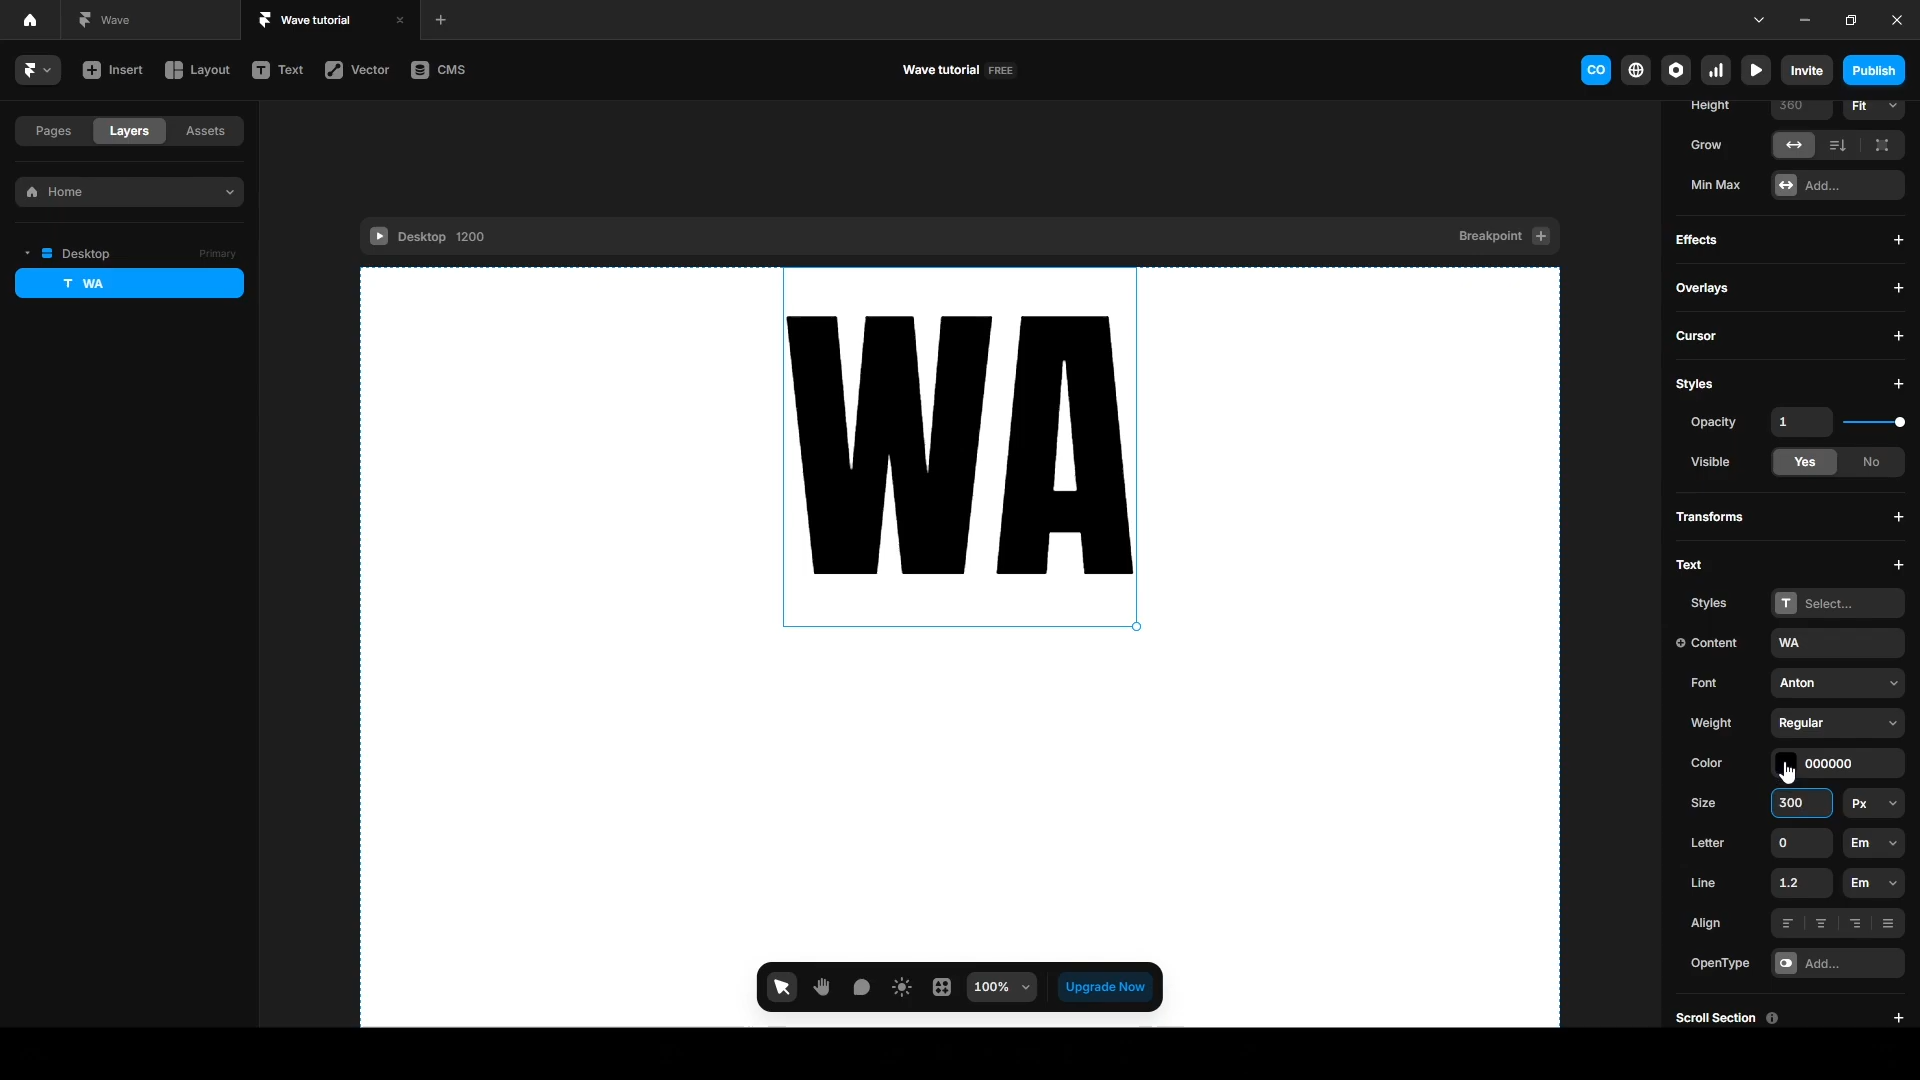 Wave
Wave tutorial
Insert
Layout
Text
Vector
CMS
Wave tutorial FREE
CO
Invite
Publish
Pages
Layers
Assets
Home
Desktop Primary
WA
Desktop 1200
Breakpoint
WA
100%
Upgrade Now
Height 360 Fit
Grow
Min Max Add...
Effects
Overlays
Cursor
Styles
Opacity 1
Visible Yes No
Transforms
Text
Styles T Select...
Content WA
Font Anton
Weight Regular
Color 000000
Size 300 Px
Letter 0 Em
Line 1.2 Em
Align
OpenType Add...
Scroll Section